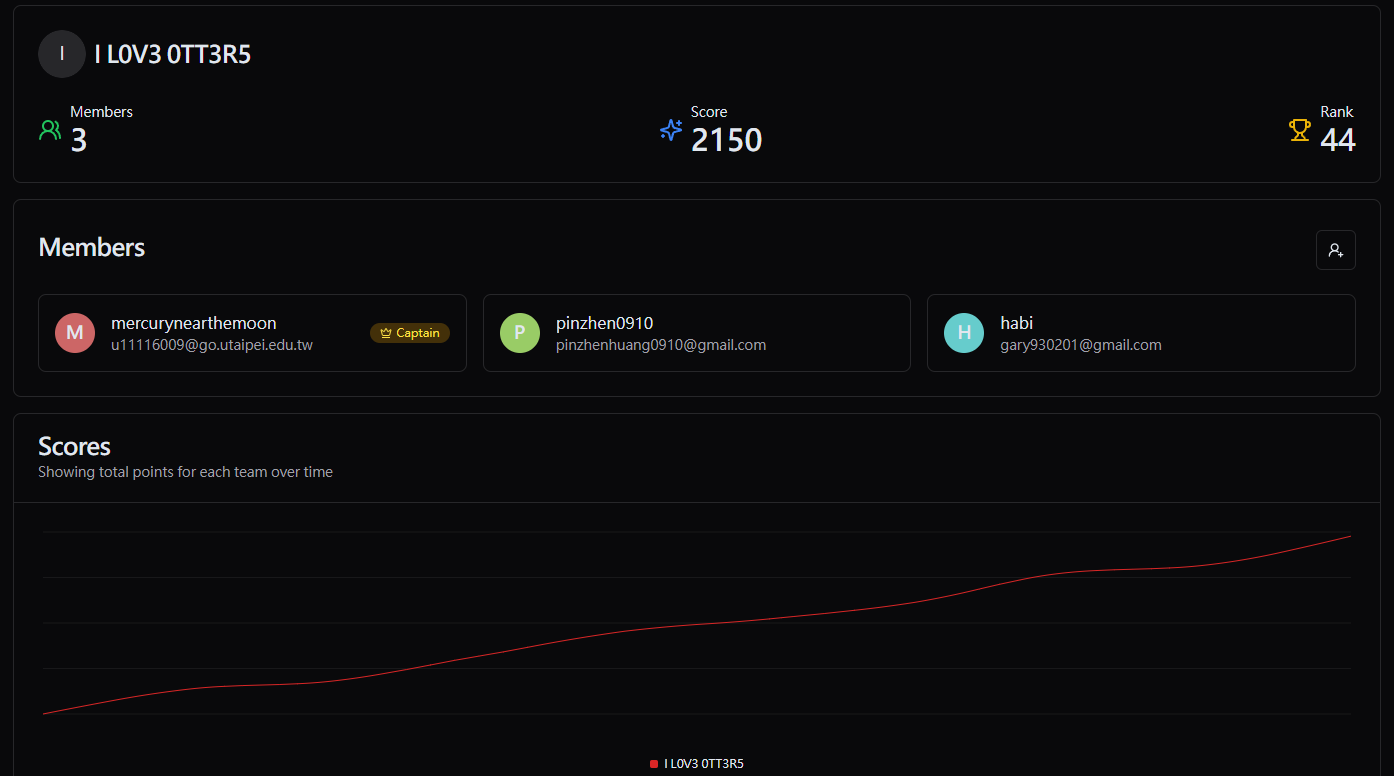 I
I L0V3 0TT3R5
Members
3
Score
2150
Rank
44
Members
M
mercurynearthemoon
u11116009@go.utaipei.edu.tw
Captain
P
pinzhen0910
pinzhenhuang0910@gmail.com
H
habi
gary930201@gmail.com
Scores
Showing total points for each team over time
I L0V3 0TT3R5